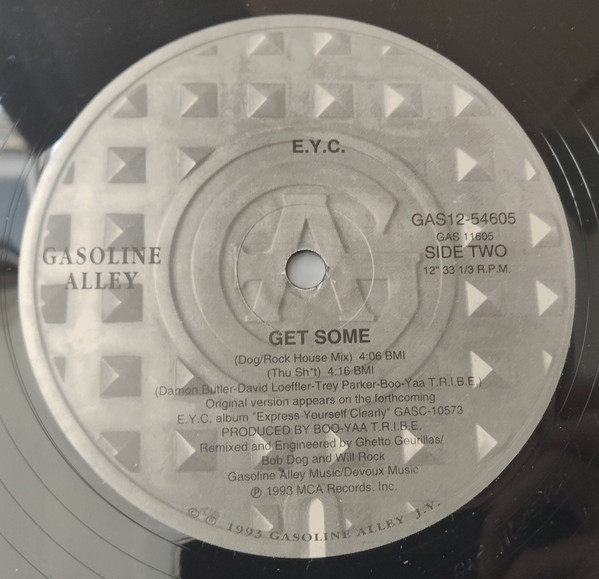 E.Y.C.
GASOLINE
ALLEY
GAS12-54605
GAS 11605
SIDE TWO
12" 33 1/3 R.P.M.
AG
GET SOME
(Dog/Rock House Mix) 4:06 BMI
(Thu Sh*t) 4:16 BMI
(Damon Butler-David Loeffler-Trey Parker-Boo-Yaa T.R.I.B.E.)
Original version appears on the forthcoming
E.Y.C. album "Express Yourself Clearly" GASC-10573
PRODUCED BY BOO-YAA T.R.I.B.E.
Remixed and Engineered by Ghetto Geurillas/
Bob Dog and Will Rock
Gasoline Alley Music/Devoux Music
℗ 1993 MCA Records, Inc.
© ℗ 1993 GASOLINE ALLEY J.V.